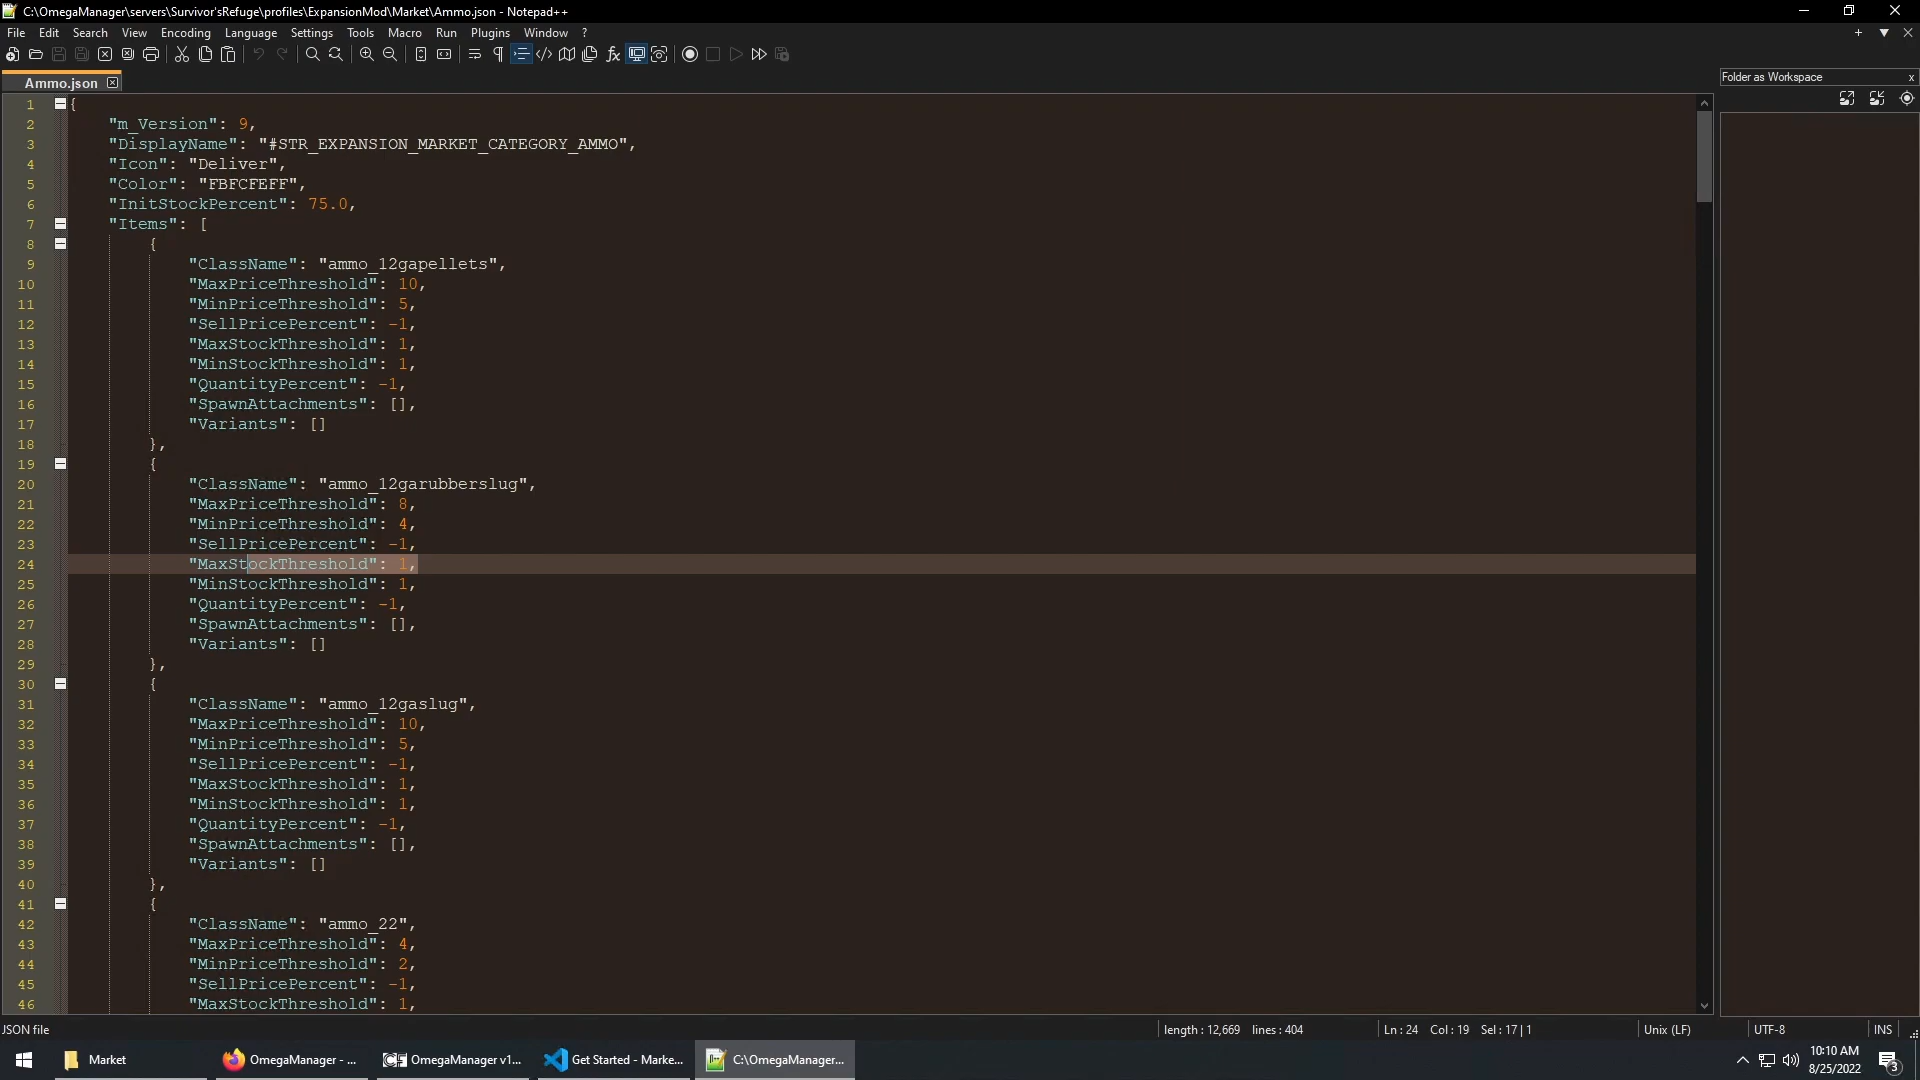 C:\OmegaManager\servers\Survivor'sRefuge\profiles\ExpansionMod\Market\Ammo.json - Notepad++
File Edit Search View Encoding Language Settings Tools Macro Run Plugins Window ?
Ammo.json
Folder as Workspace
1 {
2 "m_Version": 9,
3 "DisplayName": "#STR_EXPANSION_MARKET_CATEGORY_AMMO",
4 "Icon": "Deliver",
5 "Color": "FBFCFEFF",
6 "InitStockPercent": 75.0,
7 "Items": [
8 {
9 "ClassName": "ammo_12gapellets",
10 "MaxPriceThreshold": 10,
11 "MinPriceThreshold": 5,
12 "SellPricePercent": -1,
13 "MaxStockThreshold": 1,
14 "MinStockThreshold": 1,
15 "QuantityPercent": -1,
16 "SpawnAttachments": [],
17 "Variants": []
18 },
19 {
20 "ClassName": "ammo_12garubberslug",
21 "MaxPriceThreshold": 8,
22 "MinPriceThreshold": 4,
23 "SellPricePercent": -1,
24 "MaxStockThreshold": 1,
25 "MinStockThreshold": 1,
26 "QuantityPercent": -1,
27 "SpawnAttachments": [],
28 "Variants": []
29 },
30 {
31 "ClassName": "ammo_12gaslug",
32 "MaxPriceThreshold": 10,
33 "MinPriceThreshold": 5,
34 "SellPricePercent": -1,
35 "MaxStockThreshold": 1,
36 "MinStockThreshold": 1,
37 "QuantityPercent": -1,
38 "SpawnAttachments": [],
39 "Variants": []
40 },
41 {
42 "ClassName": "ammo_22",
43 "MaxPriceThreshold": 4,
44 "MinPriceThreshold": 2,
45 "SellPricePercent": -1,
46 "MaxStockThreshold": 1,
JSON file length : 12,669 lines : 404 Ln : 24 Col : 19 Sel : 17 | 1 Unix (LF) UTF-8 INS
Market OmegaManager - ... OmegaManager v1... Get Started - Marke... C:\OmegaManager... 10:10 AM
8/25/2022 3